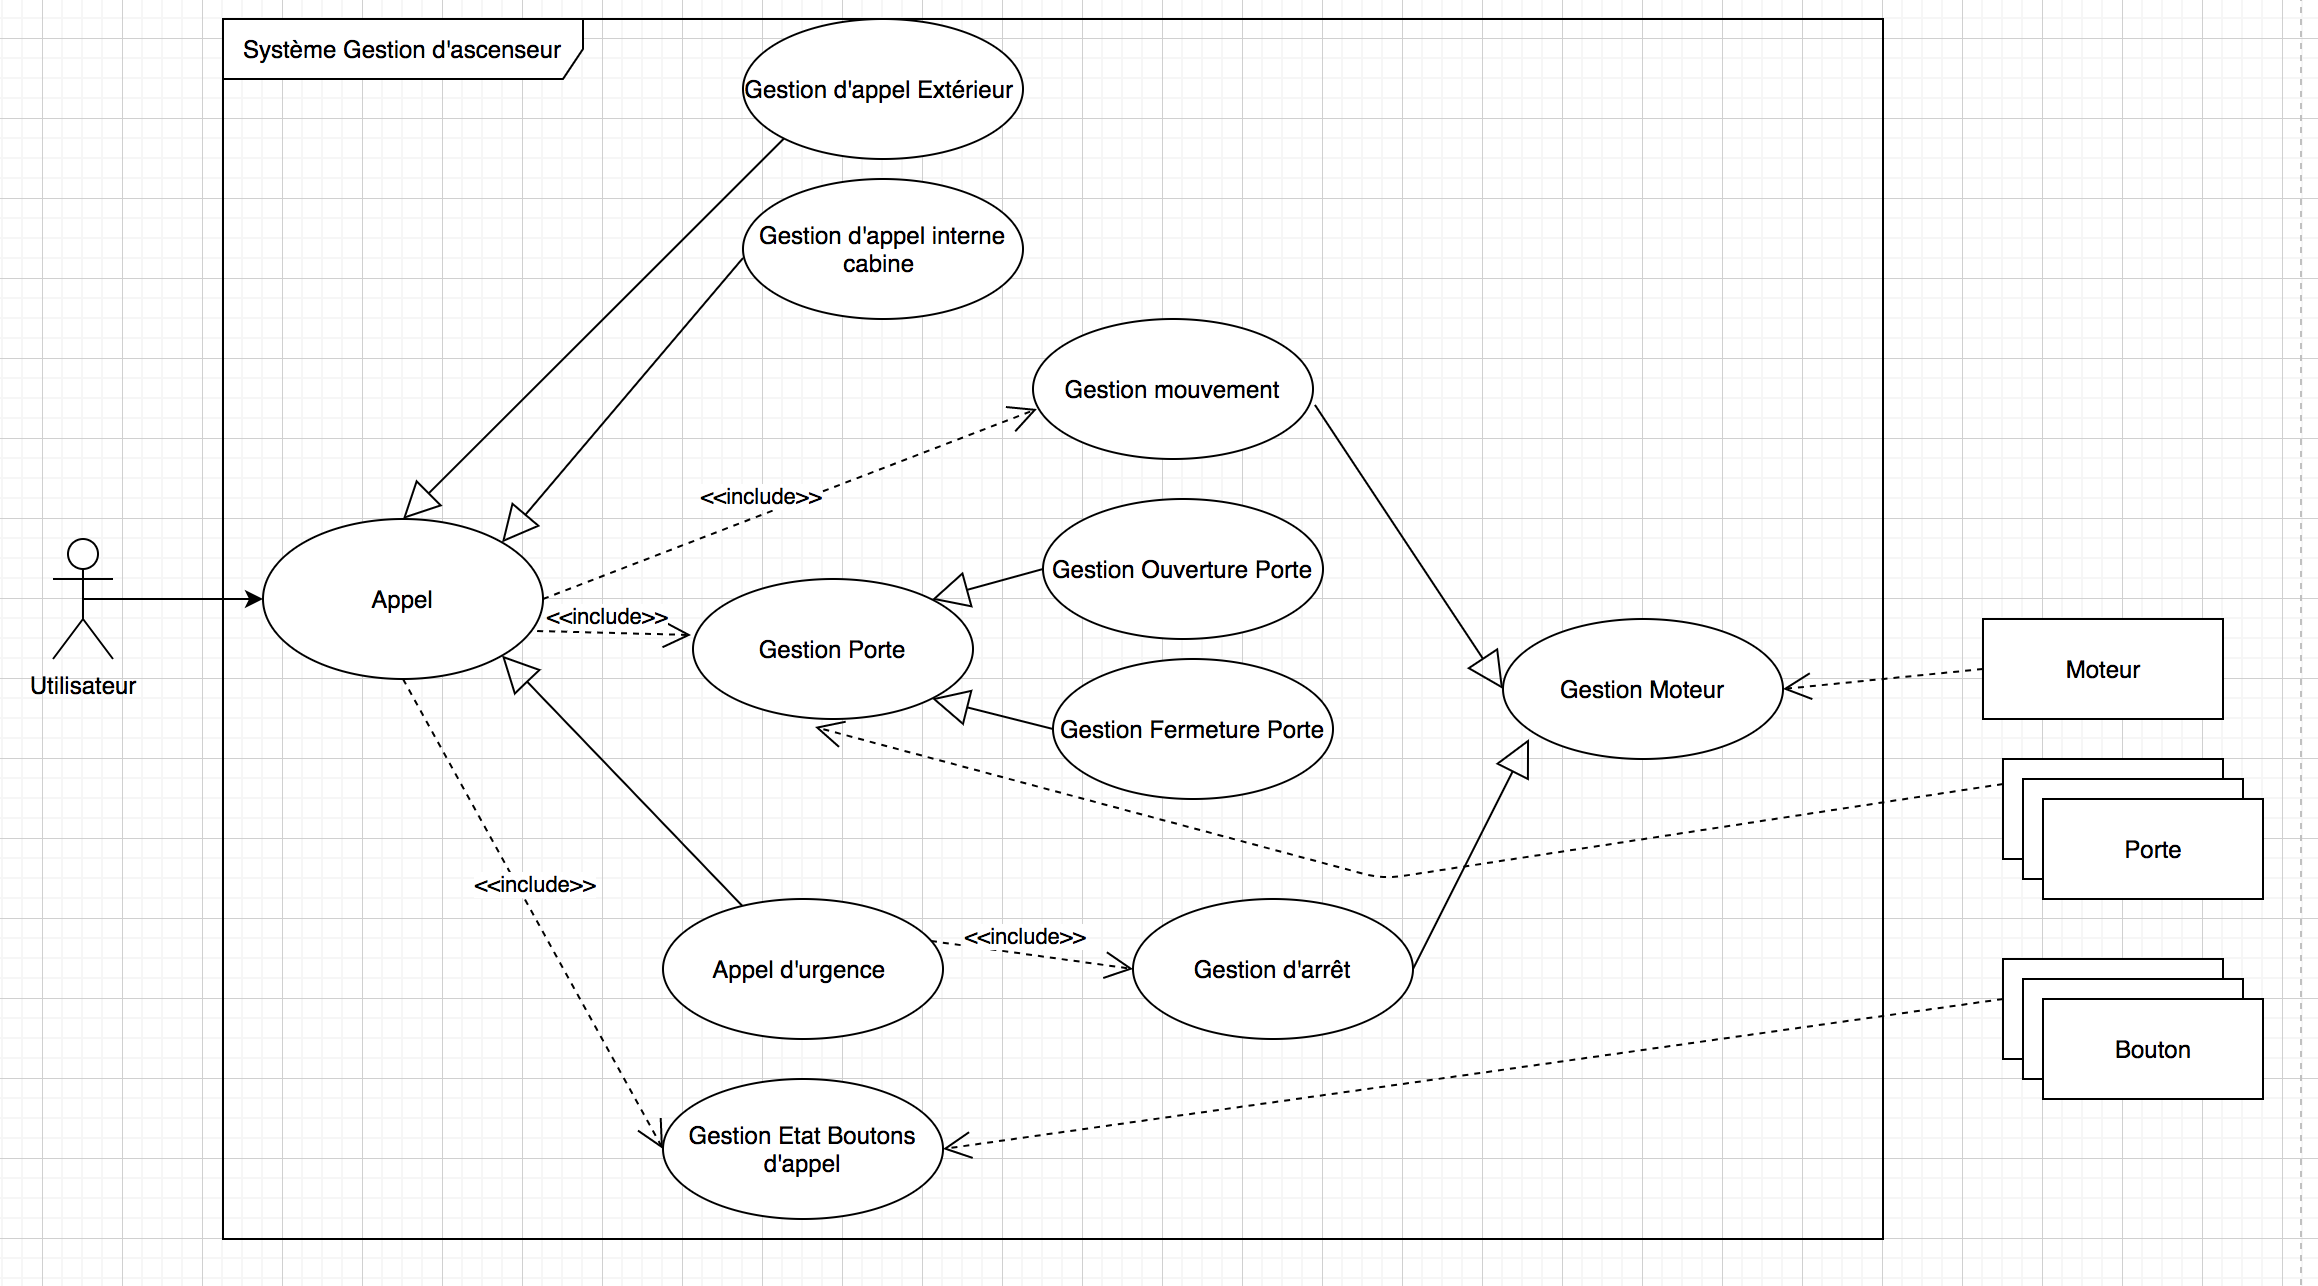 Système Gestion d'ascenseur
Gestion d'appel Extérieur
Gestion d'appel interne
cabine
Gestion mouvement
<<include>>
Gestion Ouverture Porte
Appel
<<include>>
Gestion Porte
Utilisateur
Gestion Moteur
Moteur
Gestion Fermeture Porte
Porte
<<include>>
<<include>>
Appel d'urgence
Gestion d'arrêt
Bouton
Gestion Etat Boutons
d'appel